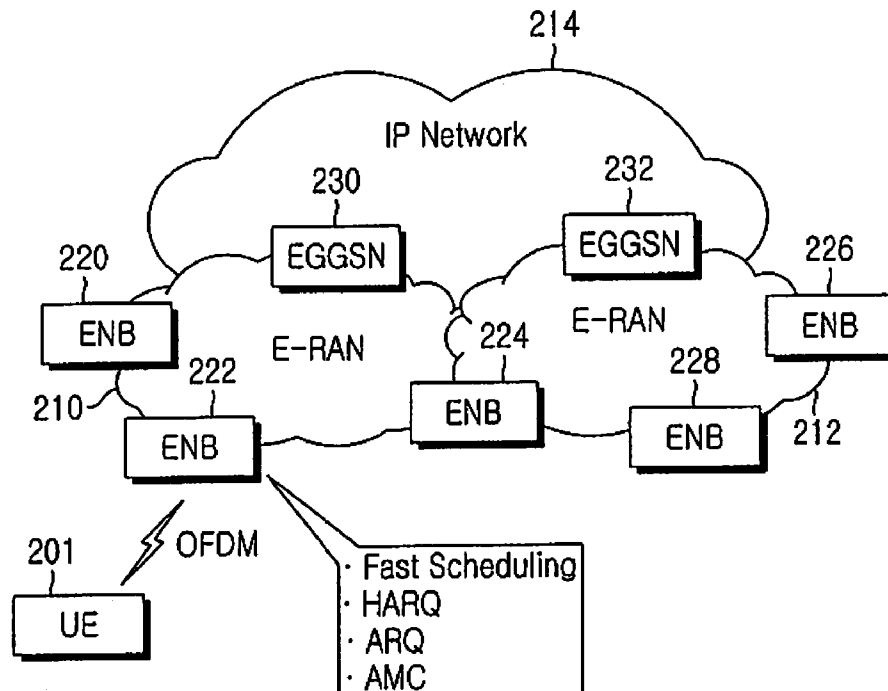 214
IP Network
230
232
EGGSN
EGGSN
220
226
ENB
ENB
E-RAN
E-RAN
224
222
228
210
ENB
212
ENB
ENB
OFDM
201
UE
· Fast Scheduling
· HARQ
· ARQ
· AMC